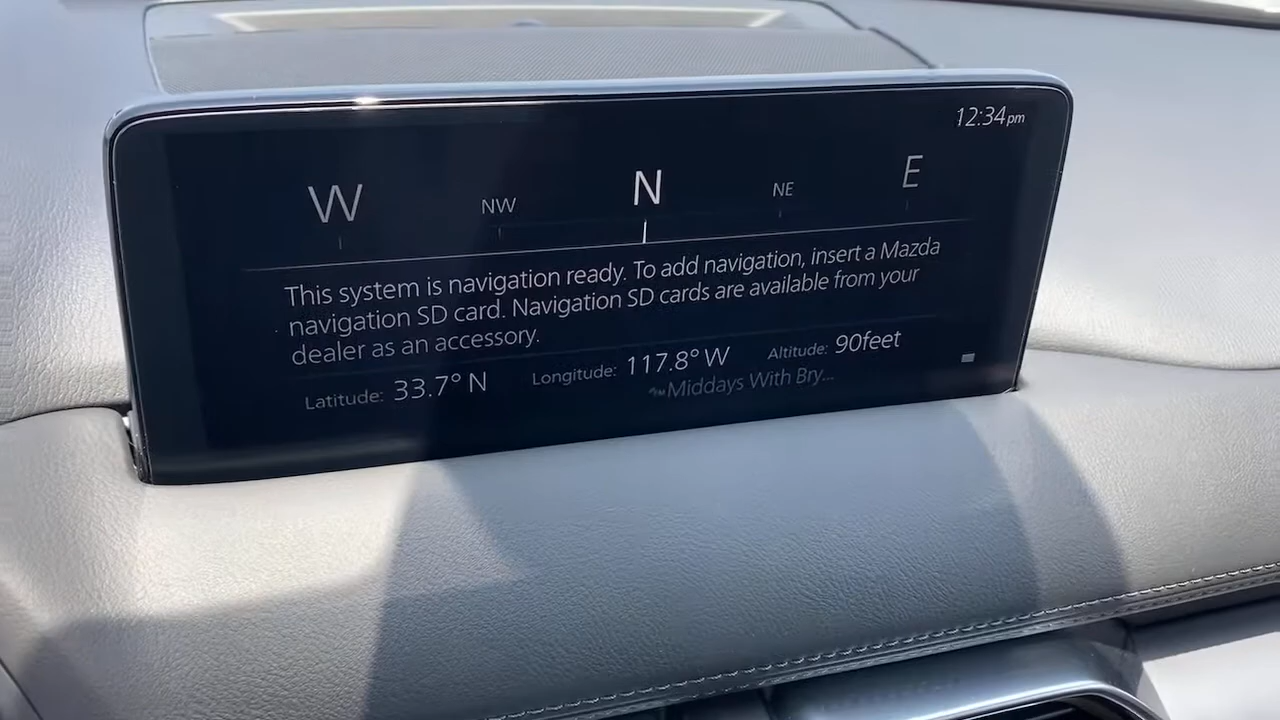 12:34pm
W NW N NE E
This system is navigation ready. To add navigation, insert a Mazda
navigation SD card. Navigation SD cards are available from your
dealer as an accessory.
Latitude: 33.7° N Longitude: 117.8° W Altitude: 90feet
Middays With Bry...